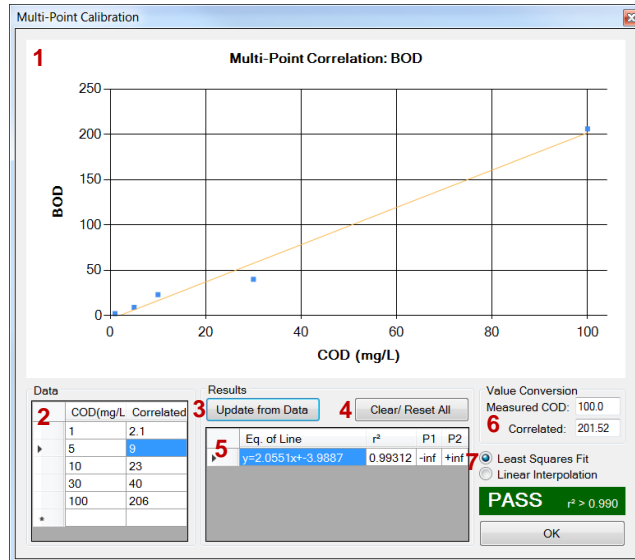 Multi-Point Calibration
1
Multi-Point Correlation: BOD
250
200
150
100
50
0
BOD
0 20 40 60 80 100
COD (mg/L)
Data
2
COD(mg/L Correlated
1 2.1
5 9
10 23
30 40
100 206
*
Results
3 Update from Data
4 Clear/ Reset All
5
Eq. of Line r² P1 P2
y=2.0551x+-3.9887 0.99312 -inf +inf
Value Conversion
Measured COD: 100.0
6 Correlated: 201.52
7 Least Squares Fit
Linear Interpolation
PASS r² > 0.990
OK